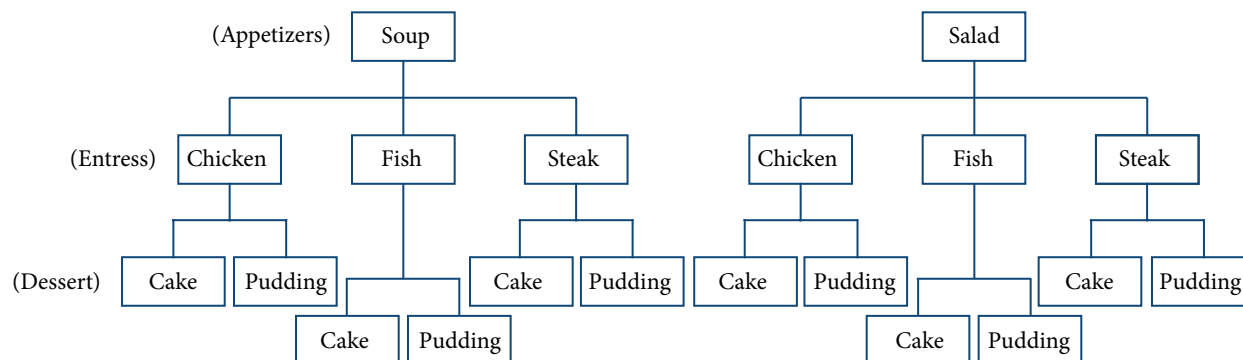 (Appetizers) Soup Salad
(Entress) Chicken Fish Steak Chicken Fish Steak
(Dessert) Cake Pudding Cake Pudding Cake Pudding Cake Pudding
Cake Pudding Cake Pudding